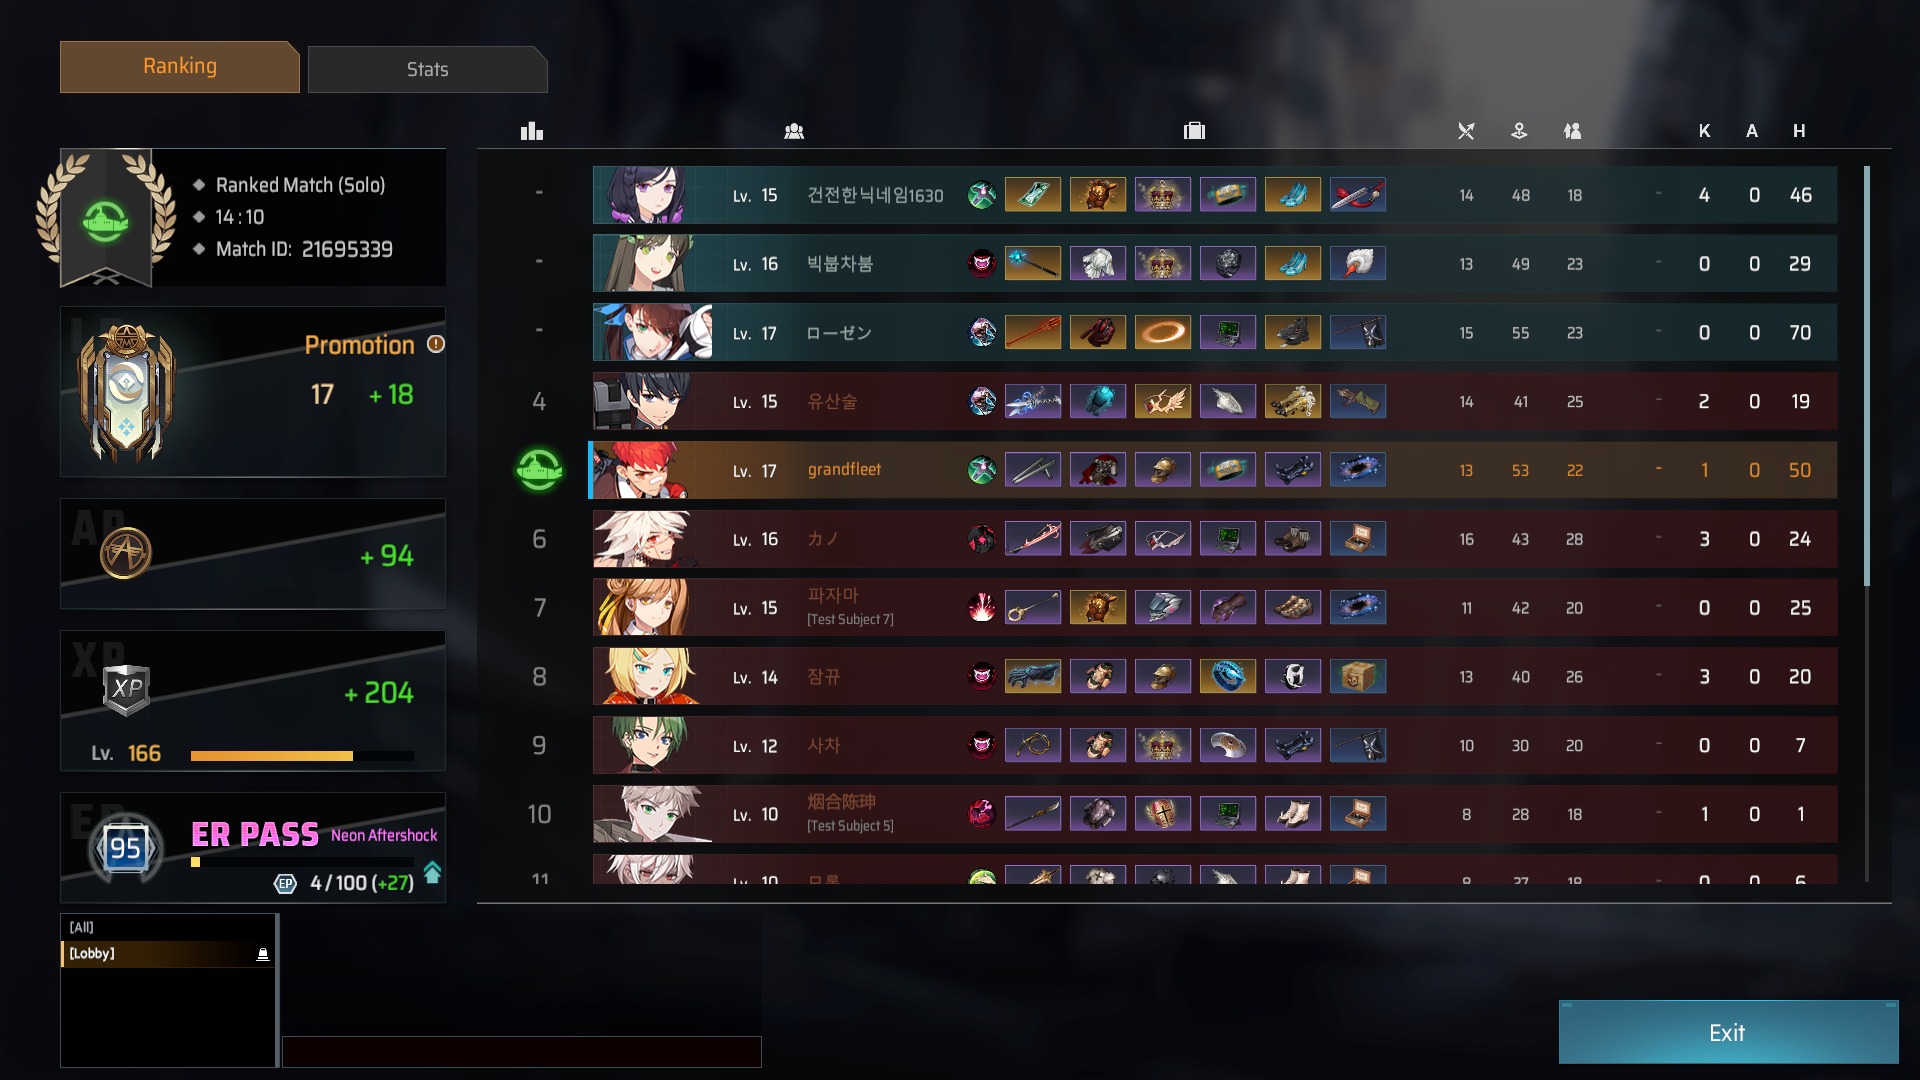 Ranking
Stats
K A H
Ranked Match (Solo)
14 : 10
Match ID: 21695339
Promotion
17 + 18
+ 94
XP
+ 204
Lv. 166
95
ER PASS Neon Aftershock
EP 4 / 100 (+27)
- Lv. 15 건전한닉네임1630 14 48 18 - 4 0 46
- Lv. 16 빅붑차붐 13 49 23 - 0 0 29
- Lv. 17 ローゼン 15 55 23 - 0 0 70
4 Lv. 15 유산술 14 41 25 - 2 0 19
Lv. 17 grandfleet 13 53 22 - 1 0 50
6 Lv. 16 カノ 16 43 28 - 3 0 24
7 Lv. 15 파자마 11 42 20 - 0 0 25
[Test Subject 7]
8 Lv. 14 잠뀨 13 40 26 - 3 0 20
9 Lv. 12 사차 10 30 20 - 0 0 7
10 Lv. 10 烟合陈珅 8 28 18 - 1 0 1
[Test Subject 5]
11 Lv. 10 8 27 18 - 0 0 6
[All]
[Lobby]
Exit